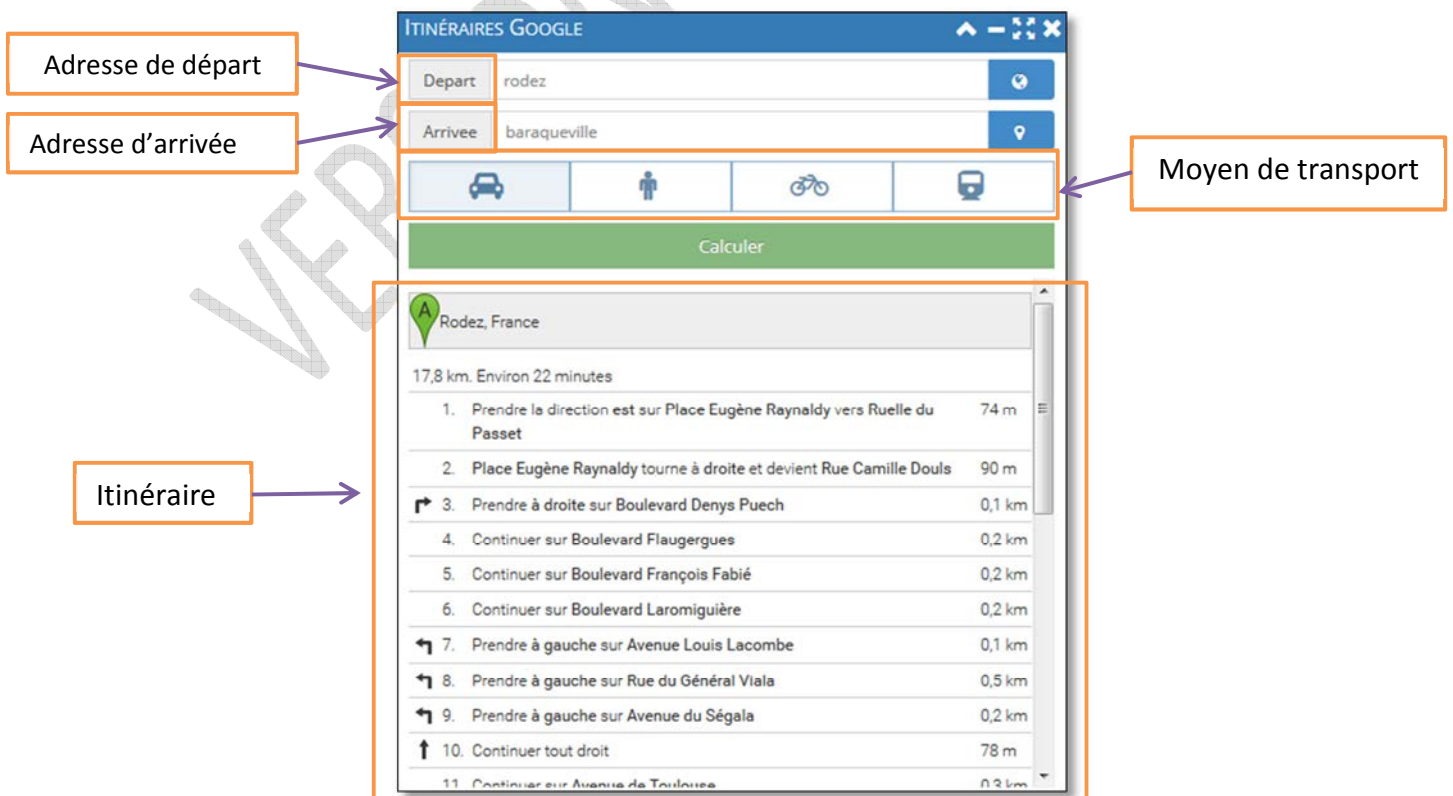 ITINÉRAIRES GOOGLE
Adresse de départ
Depart rodez
Adresse d'arrivée
Arrivee baraqueville
Moyen de transport
Calculer
A
Rodez, France
17,8 km. Environ 22 minutes
1. Prendre la direction est sur Place Eugène Raynaldy vers Ruelle du 74 m
Passet
2. Place Eugène Raynaldy tourne à droite et devient Rue Camille Douls 90 m
Itinéraire
3. Prendre à droite sur Boulevard Denys Puech 0,1 km
4. Continuer sur Boulevard Flaugergues 0,2 km
5. Continuer sur Boulevard François Fabié 0,2 km
6. Continuer sur Boulevard Laromiguière 0,2 km
7. Prendre à gauche sur Avenue Louis Lacombe 0,1 km
8. Prendre à gauche sur Rue du Général Viala 0,5 km
9. Prendre à gauche sur Avenue du Ségala 0,2 km
10. Continuer tout droit 78 m
11. Continuer sur Avenue de Toulouse 0,3 km